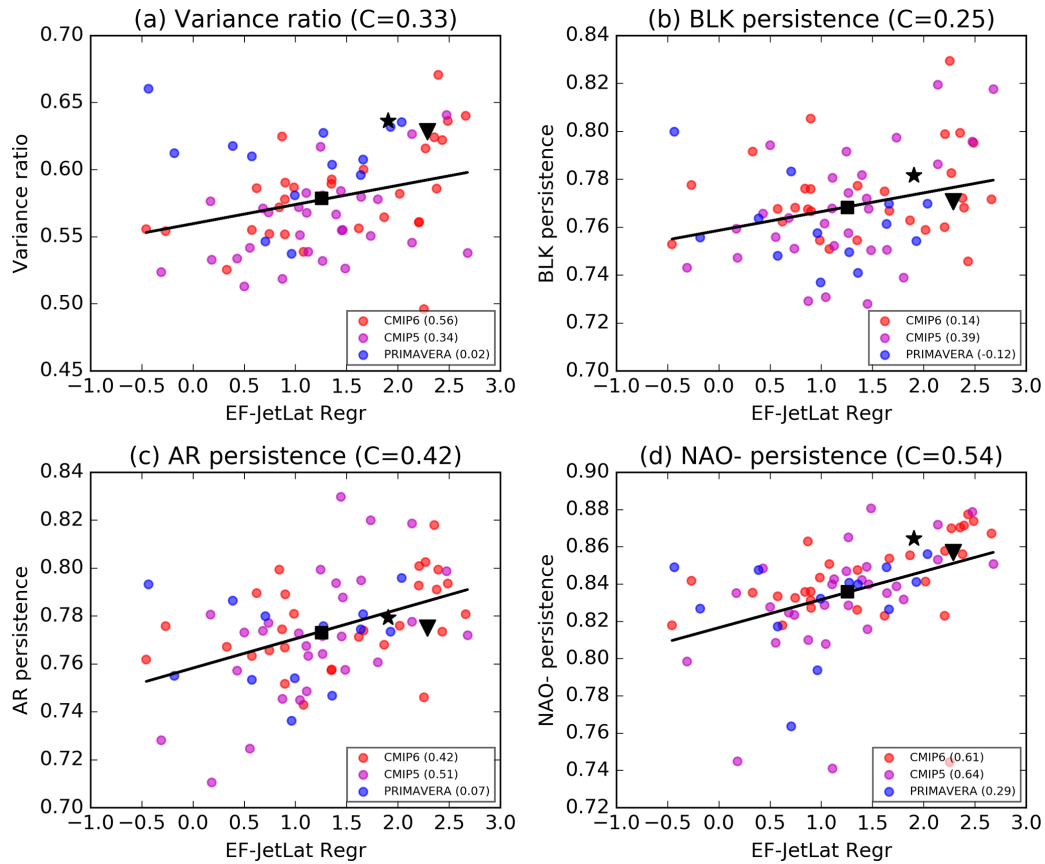 (a) Variance ratio (C=0.33)
0.70
0.65
0.60
0.55
0.50
0.45
Variance ratio
CMIP6 (0.56)
CMIP5 (0.34)
PRIMAVERA (0.02)
−1.0 −0.5 0.0 0.5 1.0 1.5 2.0 2.5 3.0
EF-JetLat Regr
(b) BLK persistence (C=0.25)
0.84
0.82
0.80
0.78
0.76
0.74
0.72
0.70
BLK persistence
CMIP6 (0.14)
CMIP5 (0.39)
PRIMAVERA (-0.12)
−1.0 −0.5 0.0 0.5 1.0 1.5 2.0 2.5 3.0
EF-JetLat Regr
(c) AR persistence (C=0.42)
0.84
0.82
0.80
0.78
0.76
0.74
0.72
0.70
AR persistence
CMIP6 (0.42)
CMIP5 (0.51)
PRIMAVERA (0.07)
−1.0 −0.5 0.0 0.5 1.0 1.5 2.0 2.5 3.0
EF-JetLat Regr
(d) NAO- persistence (C=0.54)
0.90
0.88
0.86
0.84
0.82
0.80
0.78
0.76
0.74
0.72
NAO- persistence
CMIP6 (0.61)
CMIP5 (0.64)
PRIMAVERA (0.29)
−1.0 −0.5 0.0 0.5 1.0 1.5 2.0 2.5 3.0
EF-JetLat Regr